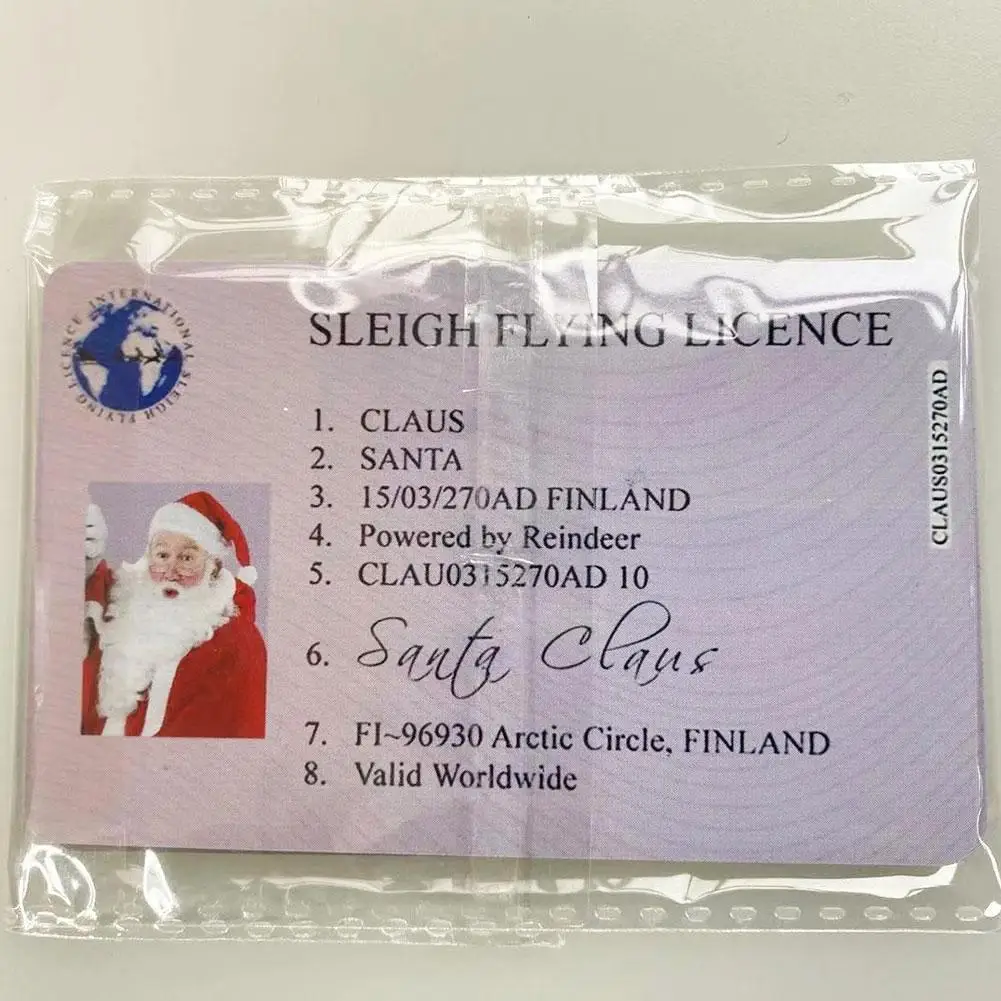 INTERNATIONAL SLEIGH FLYING LICENCE
SLEIGH FLYING LICENCE
1. CLAUS
2. SANTA
3. 15/03/270AD FINLAND
4. Powered by Reindeer
5. CLAU0315270AD 10
6. Santa Claus
7. FI~96930 Arctic Circle, FINLAND
8. Valid Worldwide
CLAUS0315270AD